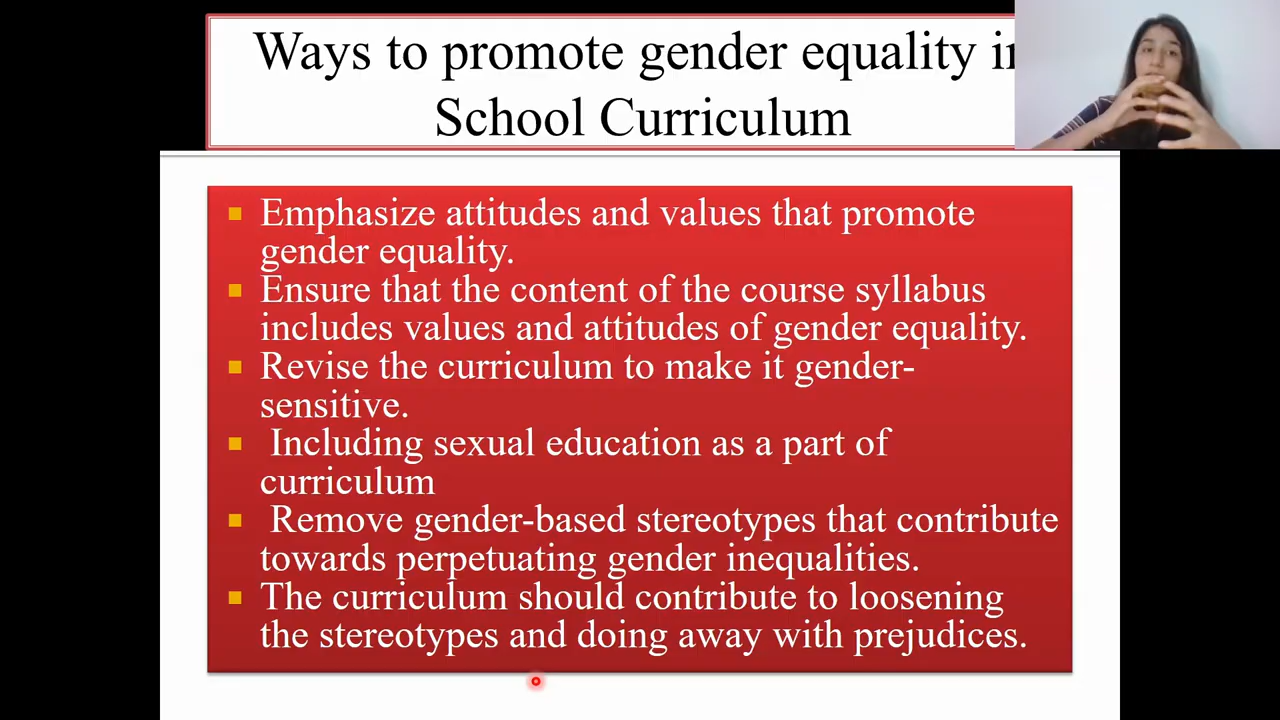 Ways to promote gender equality in
School Curriculum
Emphasize attitudes and values that promote
gender equality.
Ensure that the content of the course syllabus
includes values and attitudes of gender equality.
Revise the curriculum to make it gender-
sensitive.
Including sexual education as a part of
curriculum
Remove gender-based stereotypes that contribute
towards perpetuating gender inequalities.
The curriculum should contribute to loosening
the stereotypes and doing away with prejudices.